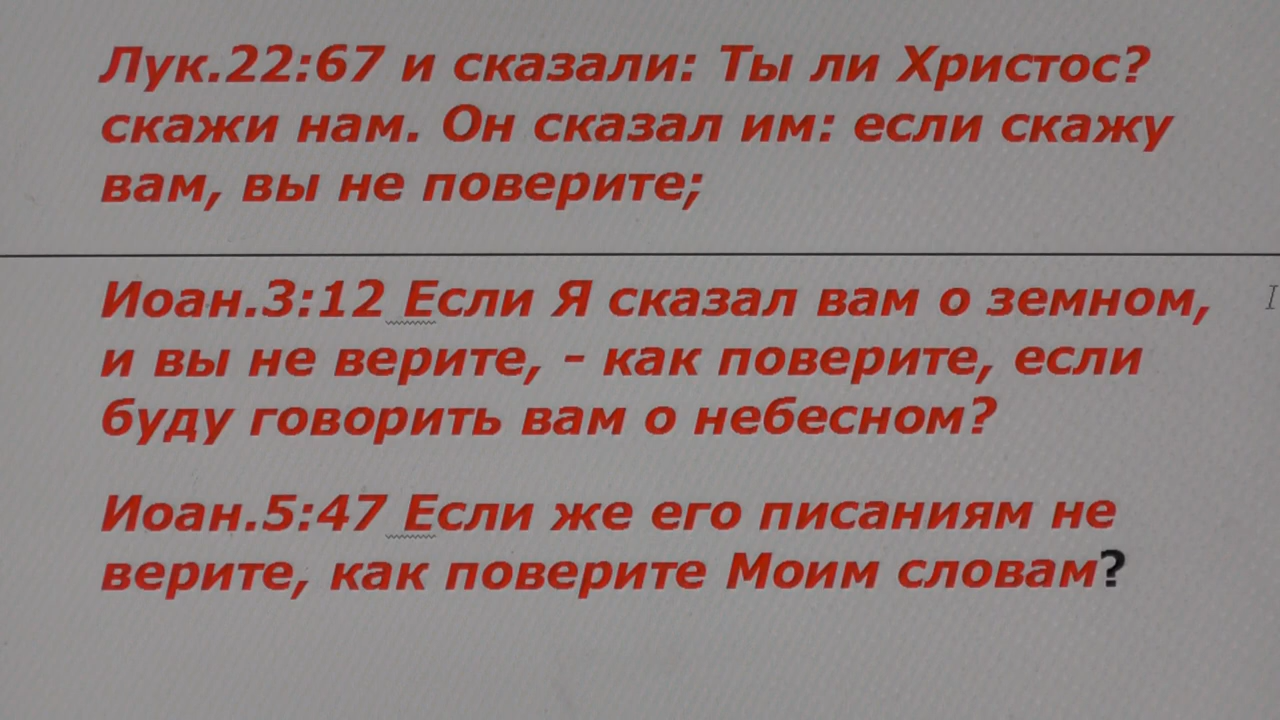 Лук.22:67 и сказали: Ты ли Христос?
скажи нам. Он сказал им: если скажу
вам, вы не поверите;
Иоан.3:12 Если Я сказал вам о земном,
и вы не верите, - как поверите, если
буду говорить вам о небесном?
Иоан.5:47 Если же его писаниям не
верите, как поверите Моим словам?